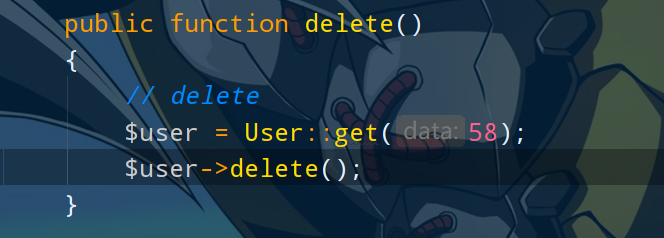 public function delete()
{
// delete
$user = User::get( data: 58);
$user->delete();
}